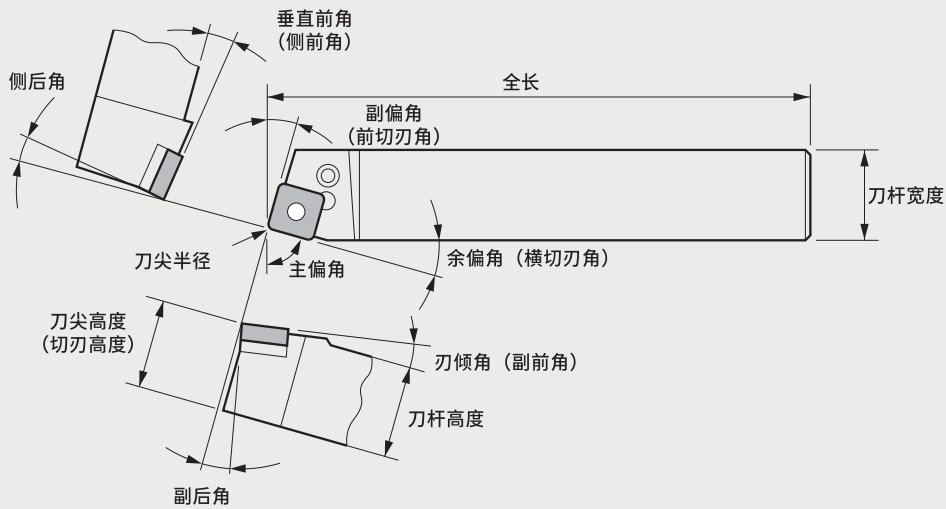 垂直前角
（侧前角）
侧后角
全长
副偏角
（前切刃角）
刀杆宽度
刀尖半径
主偏角
余偏角（横切刃角）
刀尖高度
（切刃高度）
刃倾角（副前角）
刀杆高度
副后角